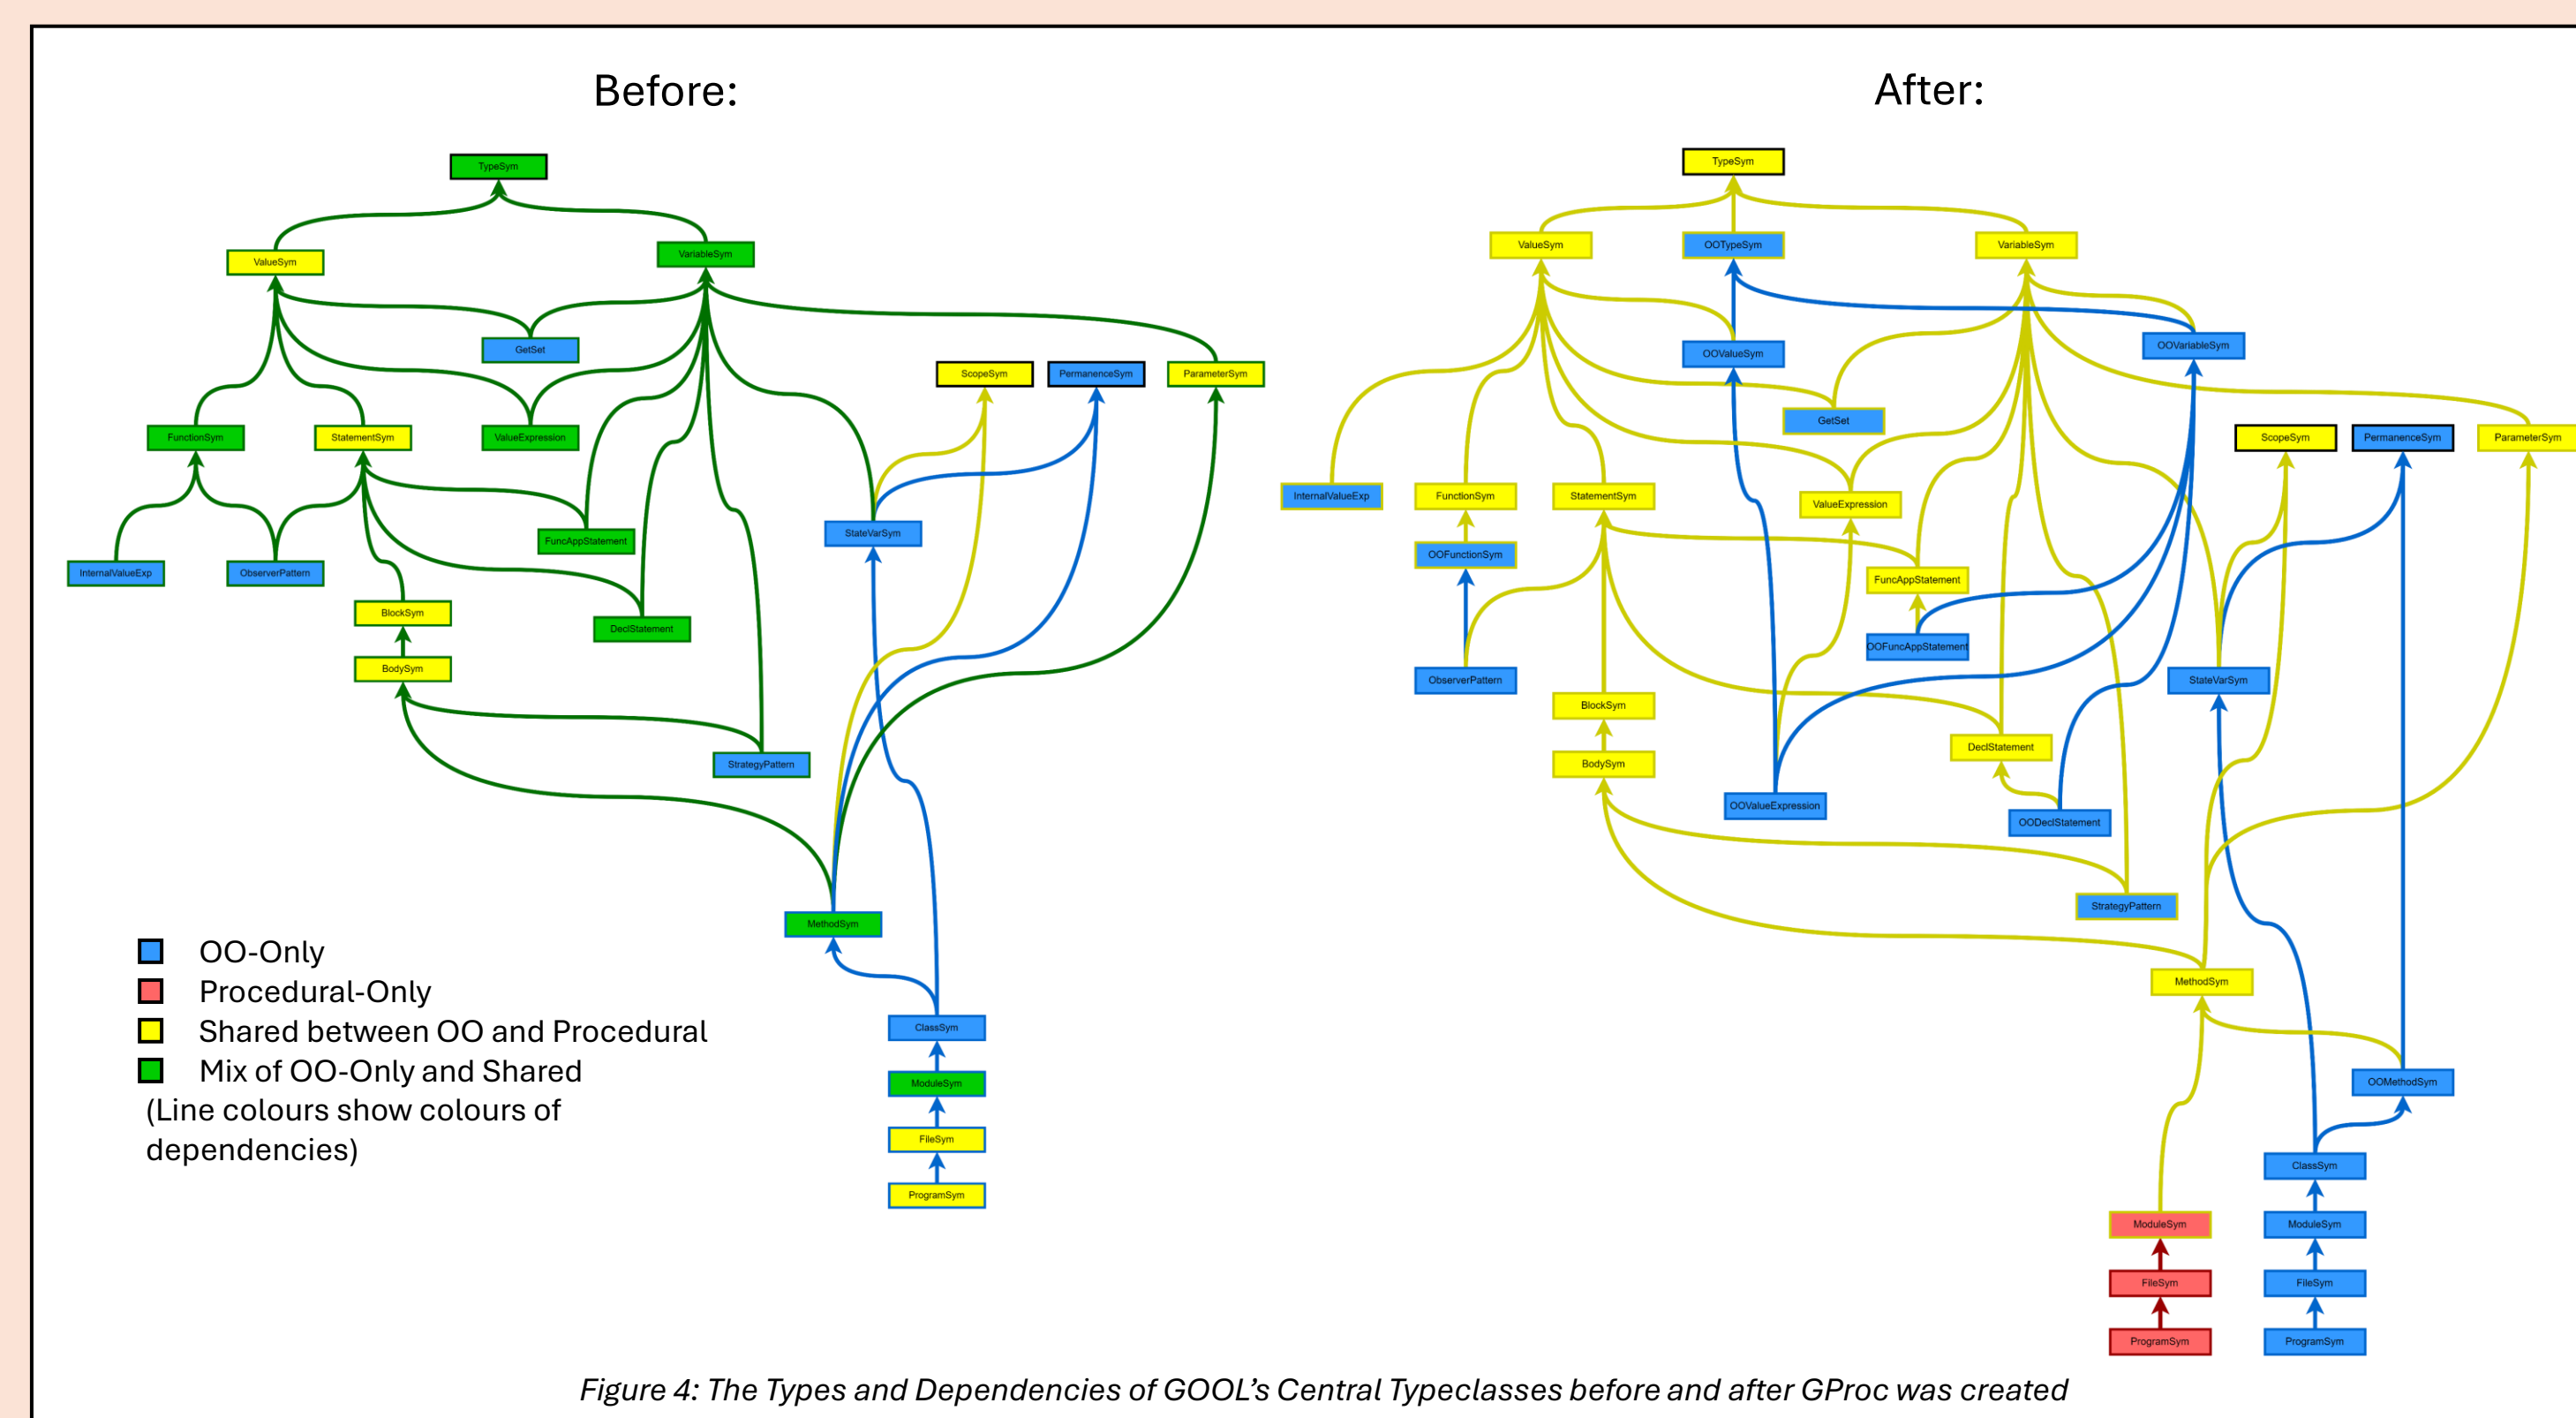 Before:
After:
TypeSym
ValueSym
VariableSym
GetSet
ScopeSym
PermanenceSym
ParameterSym
FunctionSym
StatementSym
ValueExpression
StateVarSym
FuncAppStatement
InternalValueExp
ObserverPattern
BlockSym
DeclStatement
BodySym
StrategyPattern
MethodSym
ClassSym
ModuleSym
FileSym
ProgramSym
OO-Only
Procedural-Only
Shared between OO and Procedural
Mix of OO-Only and Shared
(Line colours show colours of
dependencies)
TypeSym
ValueSym
OOTypeSym
VariableSym
OOValueSym
OOVariableSym
GetSet
ScopeSym
PermanenceSym
ParameterSym
InternalValueExp
FunctionSym
StatementSym
ValueExpression
OOFunctionSym
FuncAppStatement
OOFuncAppStatement
ObserverPattern
StateVarSym
BlockSym
DeclStatement
BodySym
OOValueExpression
OODeclStatement
StrategyPattern
MethodSym
OOMethodSym
ClassSym
ModuleSym
ModuleSym
FileSym
FileSym
ProgramSym
ProgramSym
Figure 4: The Types and Dependencies of GOOL's Central Typeclasses before and after GProc was created